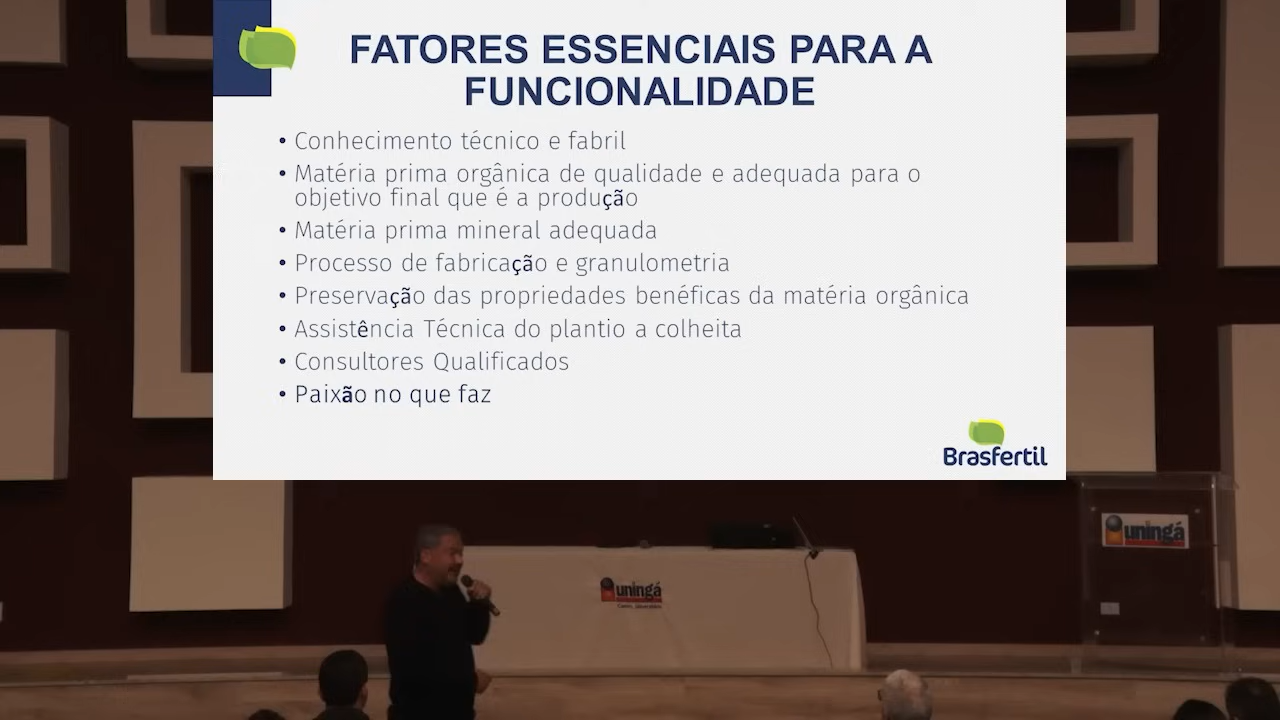 FATORES ESSENCIAIS PARA A
FUNCIONALIDADE
• Conhecimento técnico e fabril
• Matéria prima orgânica de qualidade e adequada para o
objetivo final que é a produção
• Matéria prima mineral adequada
• Processo de fabricação e granulometria
• Preservação das propriedades benéficas da matéria orgânica
• Assistência Técnica do plantio a colheita
• Consultores Qualificados
• Paixão no que faz
Brasfertil
uningá
uningá